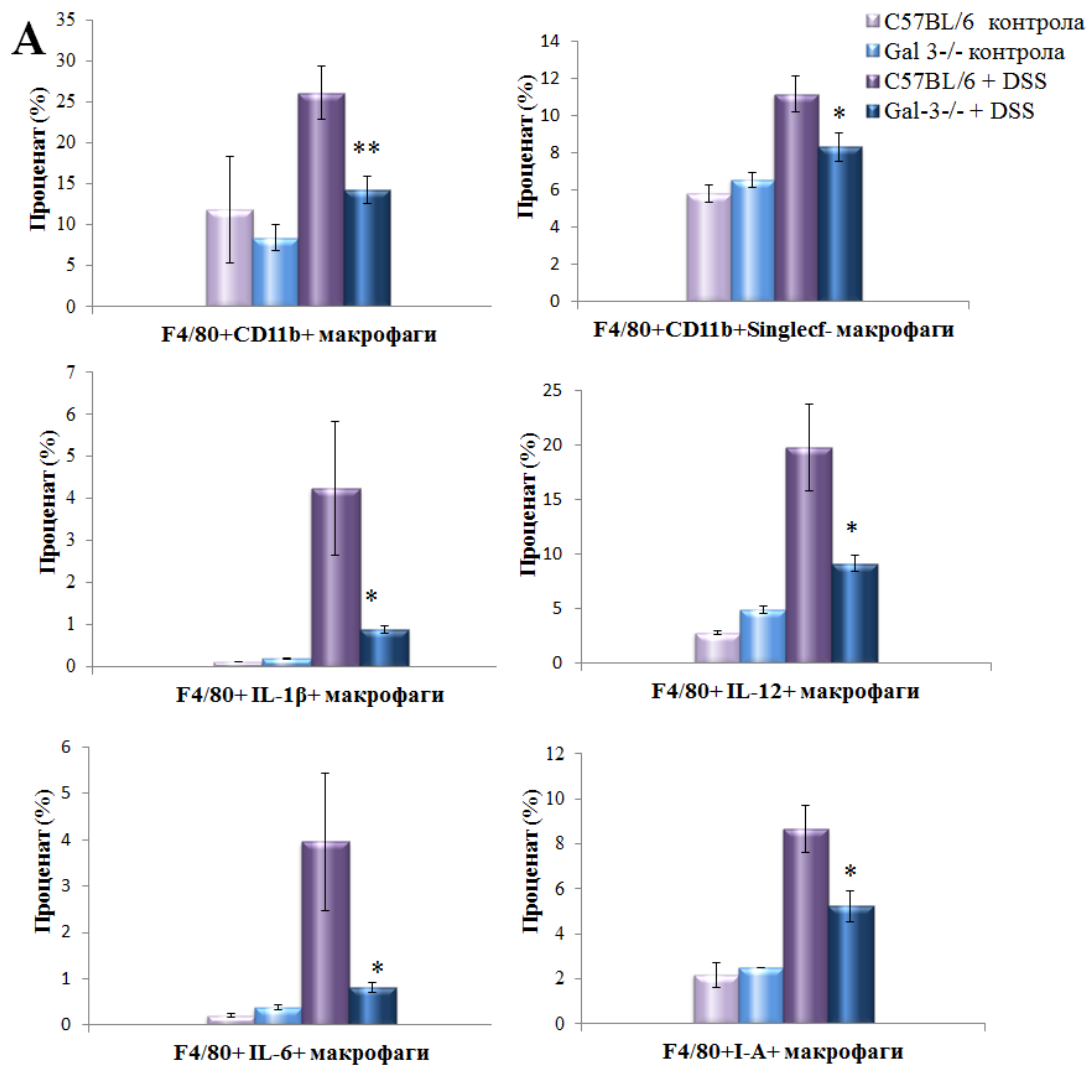 A
C57BL/6 контрола
Gal 3-/- контрола
C57BL/6 + DSS
Gal-3-/- + DSS
Проценат (%)
35
30
25
20
15
10
5
0
**
F4/80+CD11b+ макрофаги
Проценат (%)
14
12
10
8
6
4
2
0
*
F4/80+CD11b+Singlecf- макрофаги
Проценат (%)
7
6
5
4
3
2
1
0
*
F4/80+ IL-1β+ макрофаги
Проценат (%)
25
20
15
10
5
0
*
F4/80+ IL-12+ макрофаги
Проценат (%)
6
5
4
3
2
1
0
*
F4/80+ IL-6+ макрофаги
Проценат (%)
12
10
8
6
4
2
0
*
F4/80+I-A+ макрофаги